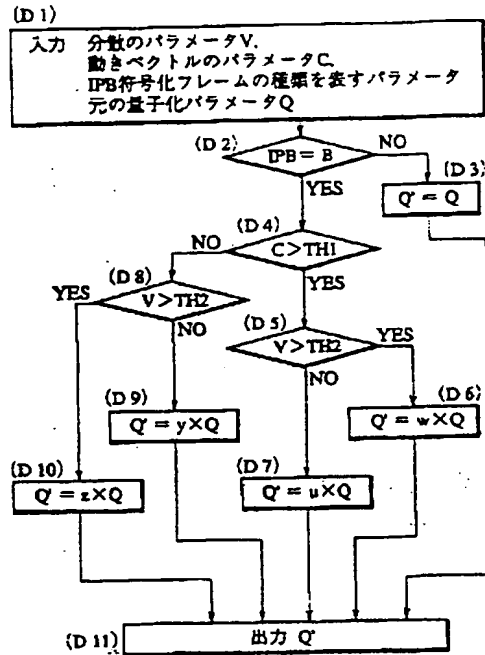 (D 1)
入力 分散のパラメータV,
動きベクトルのパラメータC,
IPB符号化フレームの種類を表すパラメータ
元の量子化パラメータQ
(D 2)
IPB＝B
NO
(D 3)
Q'＝Q
YES
(D 4)
NO
C＞TH1
(D 8)
YES
YES
V＞TH2
(D 5)
NO
V＞TH2
YES
NO
(D 9)
(D 6)
Q'＝y×Q
Q'＝w×Q
(D 10)
(D 7)
Q'＝z×Q
Q'＝u×Q
(D 11)
出力 Q'